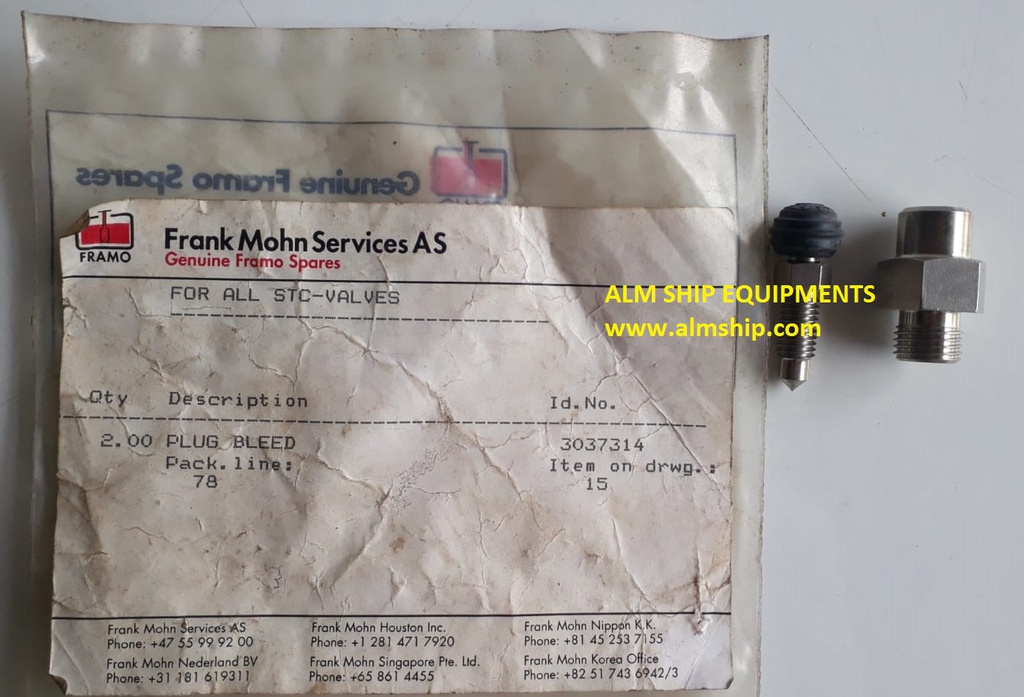 Genuine Framo Spares
FRAMO
FRAMO
Frank Mohn Services AS
Genuine Framo Spares
FOR ALL STC-VALVES
ALM SHIP EQUIPMENTS
www.almship.com
Qty Description Id.No.
2.00 PLUG BLEED 3037314
Pack.line: Item on drwg.:
78 15
Frank Mohn Services AS
Phone: +47 55 99 92 00
Frank Mohn Houston Inc.
Phone: +1 281 471 7920
Frank Mohn Nippon K.K.
Phone: +81 45 253 7155
Frank Mohn Nederland BV
Phone: +31 181 619311
Frank Mohn Singapore Pte. Ltd.
Phone: +65 861 4455
Frank Mohn Korea Office
Phone: +82 51 743 6942/3